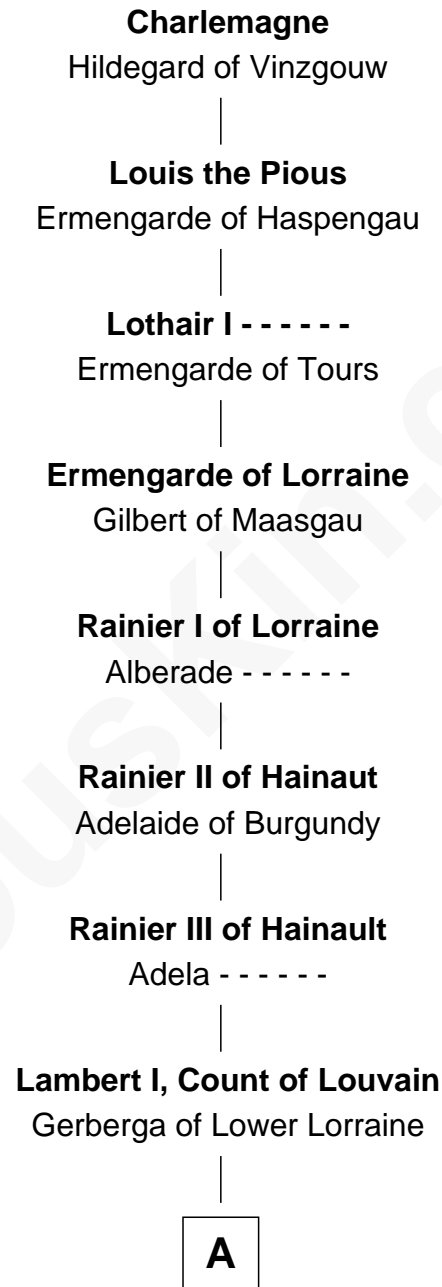 Charlemagne
Hildegard of Vinzgouw
Louis the Pious
Ermengarde of Haspengau
Lothair I - - - - - -
Ermengarde of Tours
Ermengarde of Lorraine
Gilbert of Maasgau
Rainier I of Lorraine
Alberade - - - - - -
Rainier II of Hainaut
Adelaide of Burgundy
Rainier III of Hainault
Adela - - - - - -
Lambert I, Count of Louvain
Gerberga of Lower Lorraine
A